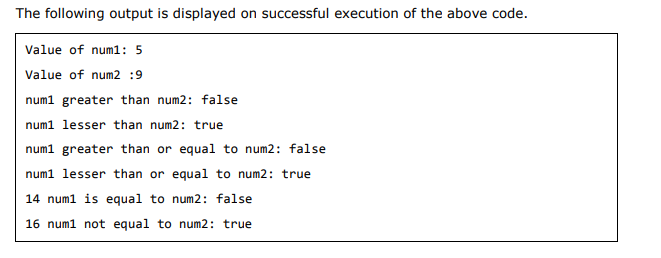 The following output is displayed on successful execution of the above code.
Value of num1: 5
Value of num2 :9
num1 greater than num2: false
num1 lesser than num2: true
num1 greater than or equal to num2: false
num1 lesser than or equal to num2: true
14 num1 is equal to num2: false
16 num1 not equal to num2: true